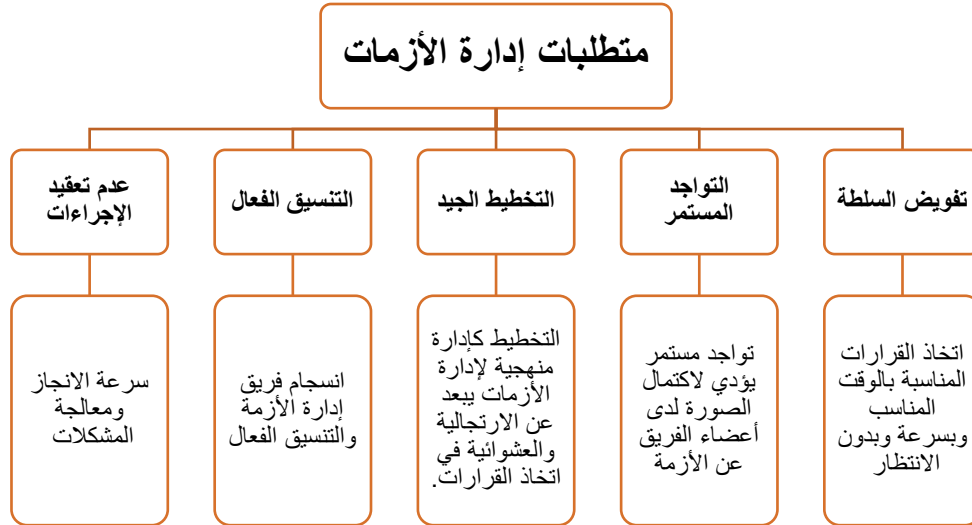 متطلبات إدارة الأزمات
تفويض السلطة
التواجد
المستمر
التخطيط الجيد
التنسيق الفعال
عدم تعقيد
الإجراءات
اتخاذ القرارات
المناسبة بالوقت
المناسب
وبسرعة وبدون
الانتظار
تواجد مستمر
يؤدي لاكتمال
الصورة لدى
أعضاء الفريق
عن الأزمة
التخطيط كإدارة
منهجية لإدارة
الأزمات يبعد
عن الارتجالية
والعشوائية في
اتخاذ القرارات.
انسجام فريق
إدارة الأزمة
والتنسيق الفعال
سرعة الانجاز
ومعالجة
المشكلات